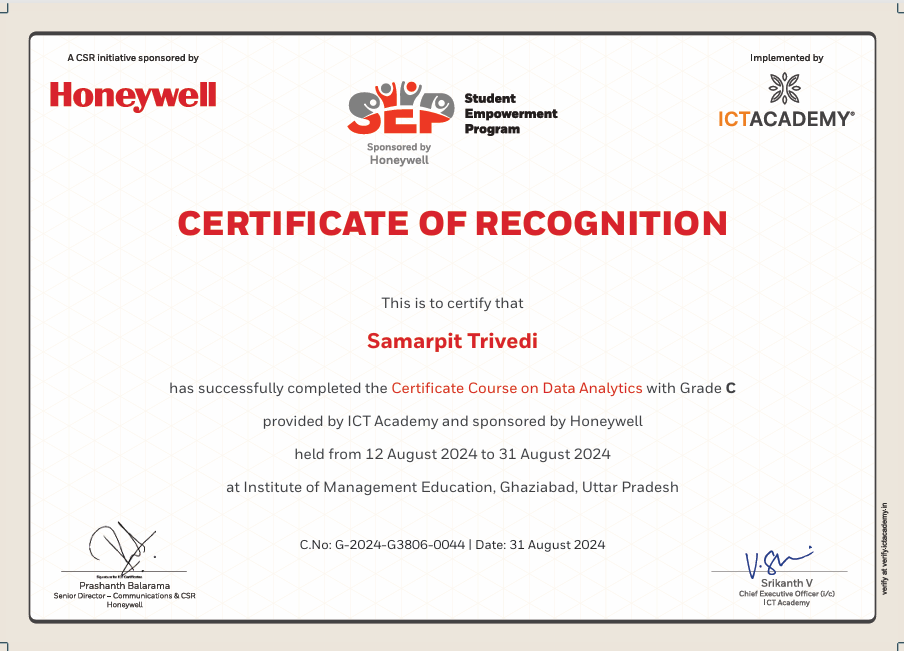 A CSR initiative sponsored by
Honeywell
SEP
Student
Empowerment
Program
Sponsored by
Honeywell
Implemented by
ICTACADEMY®
CERTIFICATE OF RECOGNITION
This is to certify that
Samarpit Trivedi
has successfully completed the Certificate Course on Data Analytics with Grade C
provided by ICT Academy and sponsored by Honeywell
held from 12 August 2024 to 31 August 2024
at Institute of Management Education, Ghaziabad, Uttar Pradesh
C.No: G-2024-G3806-0044 | Date: 31 August 2024
Prashanth Balarama
Senior Director – Communications & CSR
Honeywell
V.S
Srikanth V
Chief Executive Officer (i/c)
ICT Academy
verify at verify-ictacademy-in